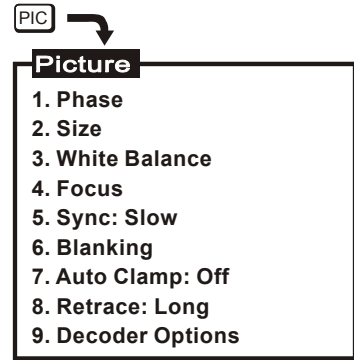 PIC
Picture
1. Phase
2. Size
3. White Balance
4. Focus
5. Sync: Slow
6. Blanking
7. Auto Clamp: Off
8. Retrace: Long
9. Decoder Options